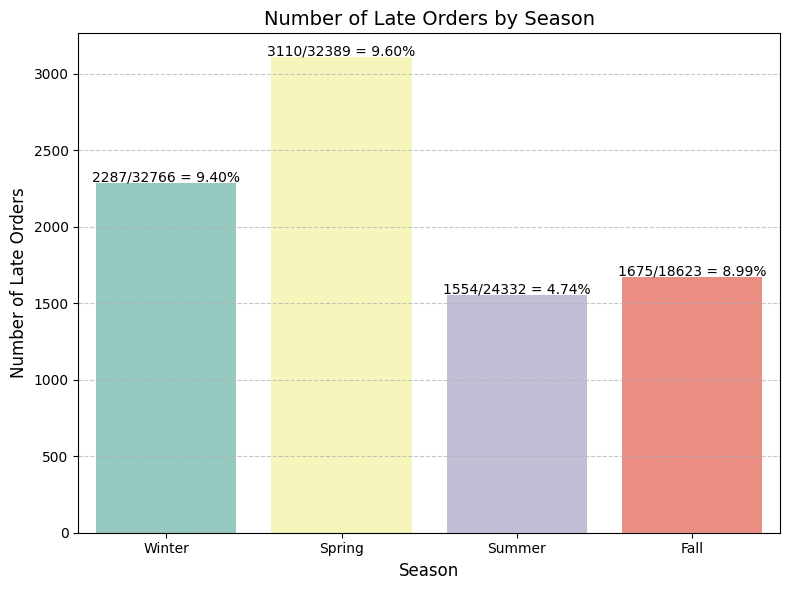 Number of Late Orders by Season
3110/32389 = 9.60%
3000
2500
2287/32766 = 9.40%
2000
1675/18623 = 8.99%
1554/24332 = 4.74%
1500
1000
500
0
Number of Late Orders
Winter Spring Summer Fall
Season